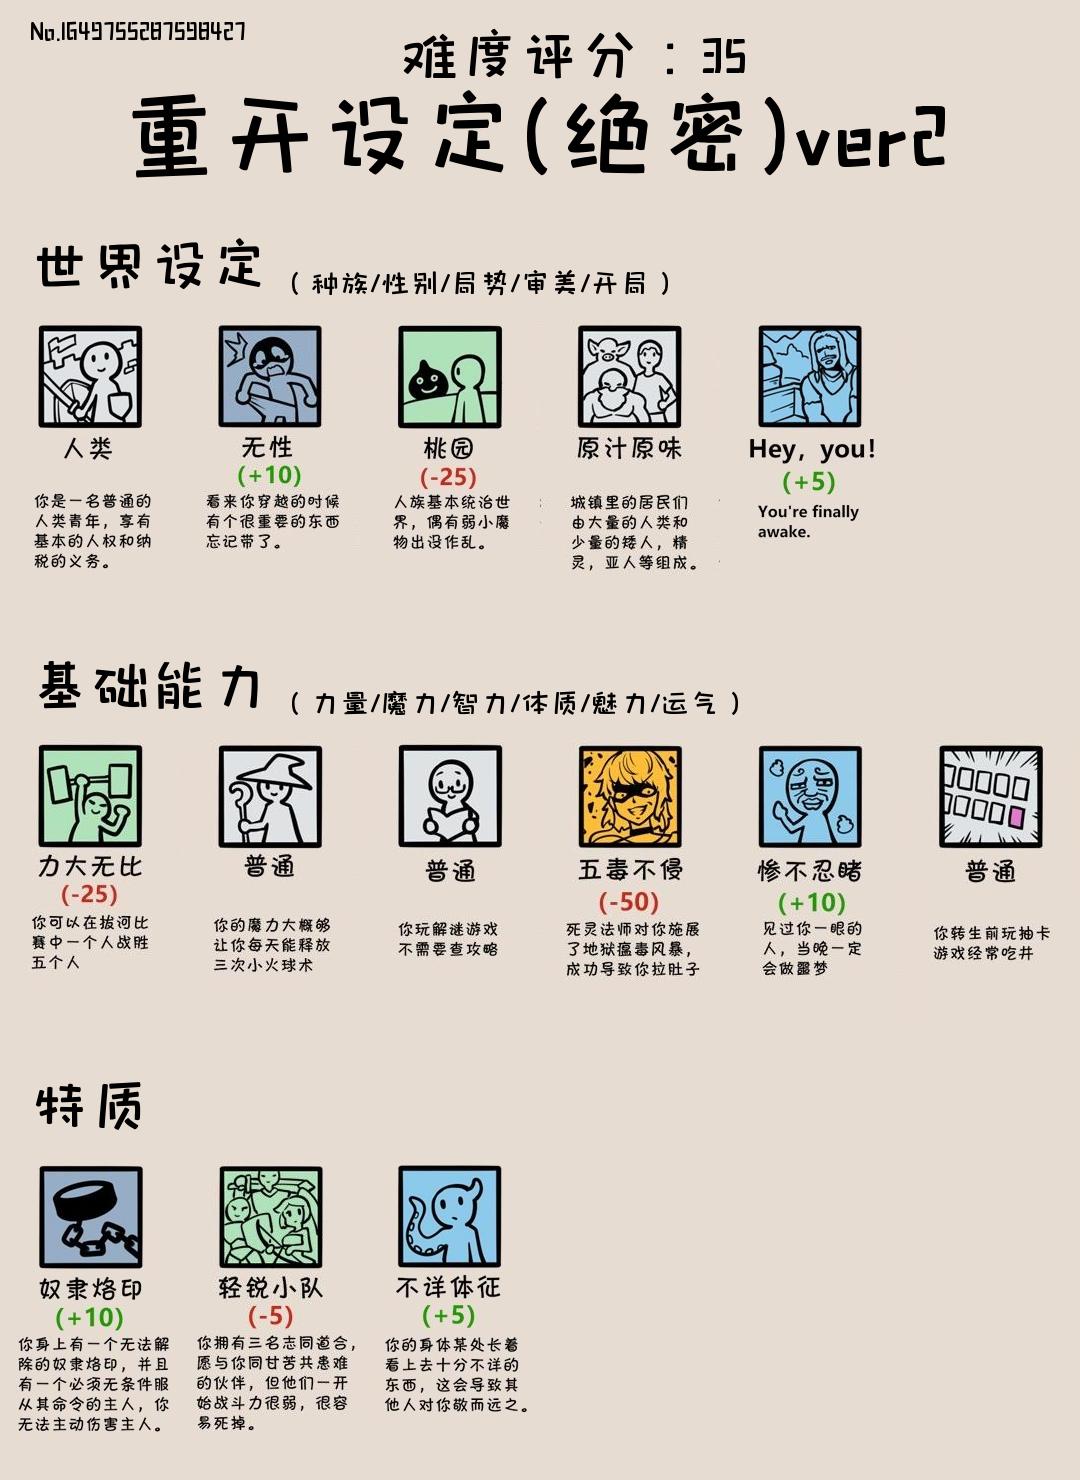 No.1649755287598427
难度评分：35
重开设定(绝密)ver2
世界设定 ( 种族/性别/局势/审美/开局 )
人类
你是一名普通的
人类青年，享有
基本的人权和纳
税的义务。
无性
(+10)
看来你穿越的时候
有个很重要的东西
忘记带了。
桃园
(-25)
人族基本统治世
界，偶有弱小魔
物出设作乱。
原汁原味
城镇里的居民们
由大量的人类和
少量的矮人，精
灵，亚人等组成。
Hey, you!
(+5)
You're finally
awake.
基础能力 ( 力量/魔力/智力/体质/魅力/运气 )
力大无比
(-25)
你可以在拔河比
赛中一个人战胜
五个人
普通
你的魔力大概够
让你每天能释放
三次小火球术
普通
你玩解谜游戏
不需要查攻略
五毒不侵
(-50)
死灵法师对你施展
了地狱瘟毒风暴，
成功导致你拉肚子
惨不忍睹
(+10)
见过你一眼的
人，当晚一定
会做噩梦
普通
你转生前玩抽卡
游戏经常吃井
特质
奴隶烙印
(+10)
你身上有一个无法解
除的奴隶烙印，并且
有一个必须无条件服
从其命令的主人，你
无法主动伤害主人。
轻锐小队
(-5)
你拥有三名志同道合，
愿与你同甘苦共患难
的伙伴，但他们一开
始战斗力很弱，很容
易死掉。
不详体征
(+5)
你的身体某处长着
看上去十分不详的
东西，这会导致其
他人对你敬而远之。